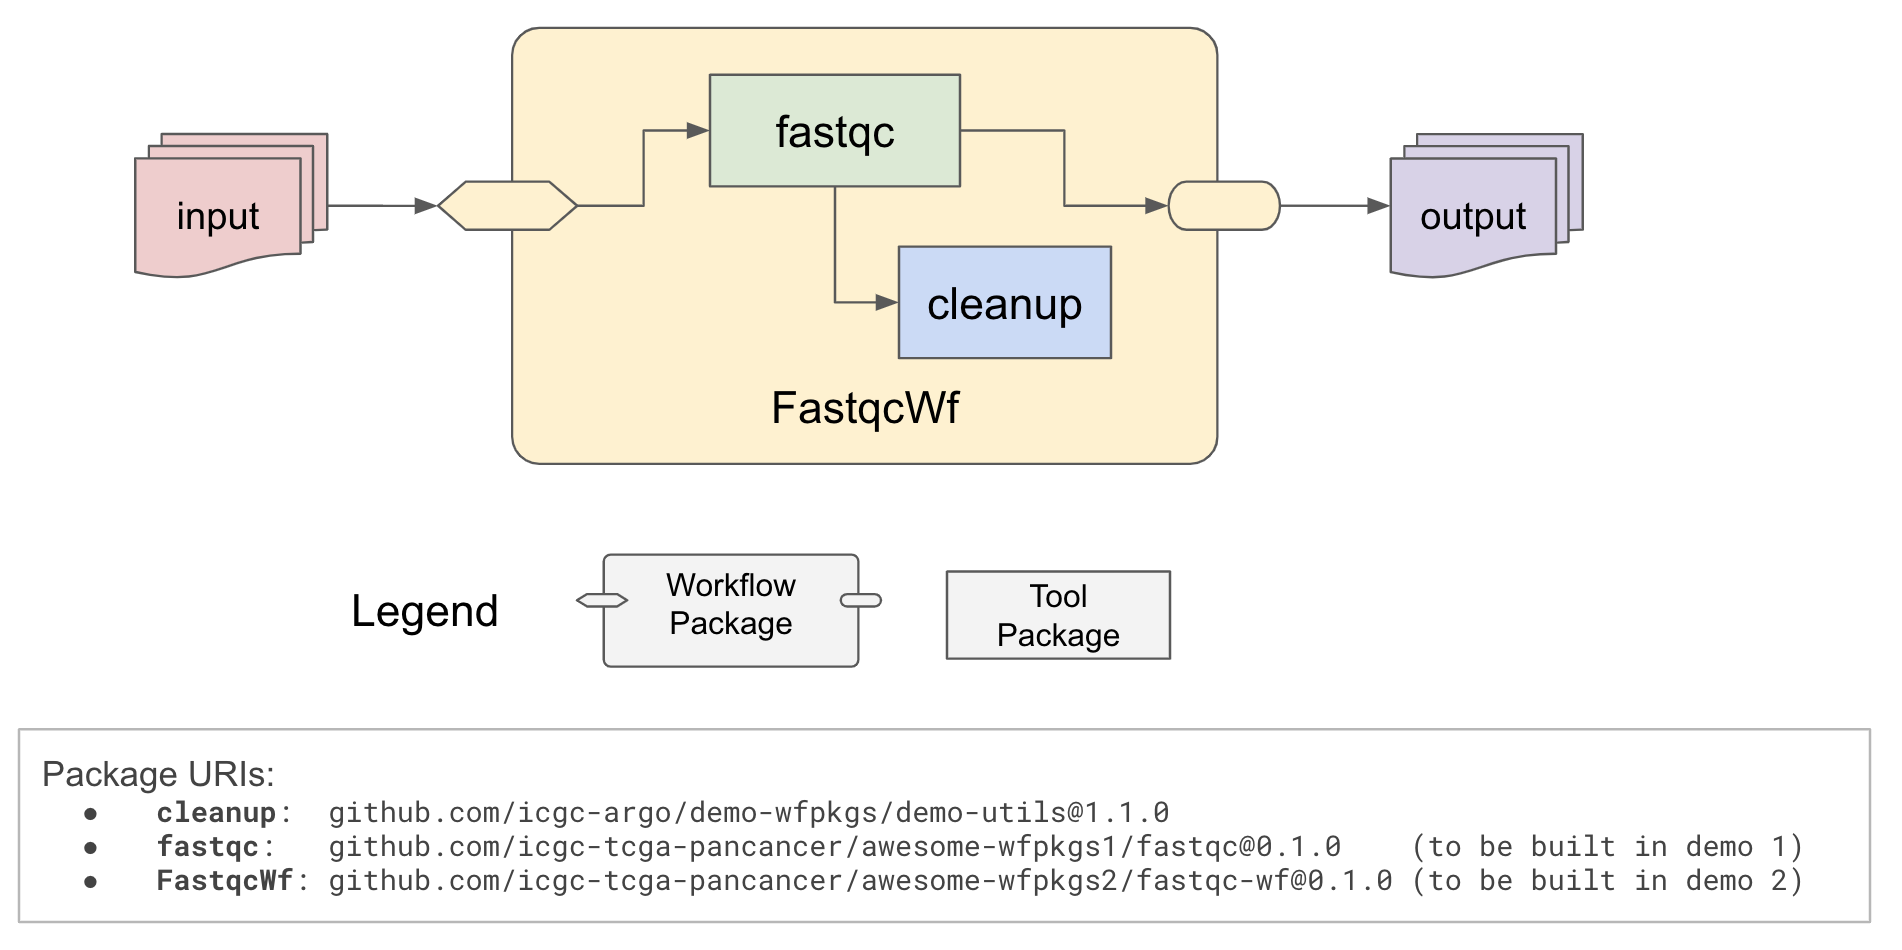 fastqc
input
output
cleanup
FastqcWf
Legend
Workflow
Package
Tool
Package
Package URIs:
● cleanup: github.com/icgc-argo/demo-wfpkgs/demo-utils@1.1.0
● fastqc: github.com/icgc-tcga-pancancer/awesome-wfpkgs1/fastqc@0.1.0 (to be built in demo 1)
● FastqcWf: github.com/icgc-tcga-pancancer/awesome-wfpkgs2/fastqc-wf@0.1.0 (to be built in demo 2)